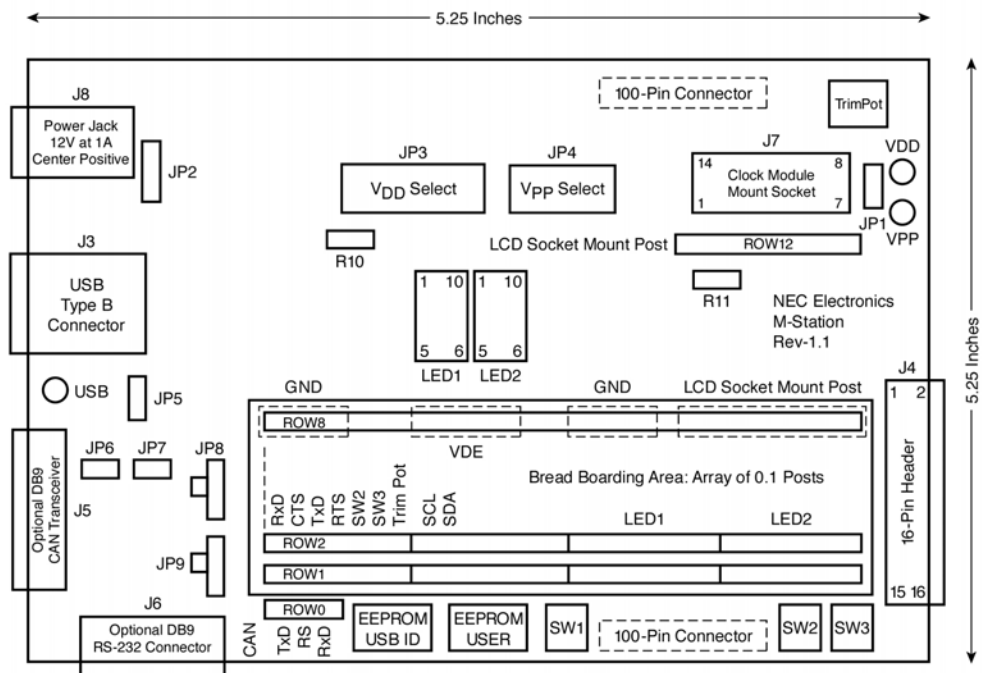 5.25 Inches
100-Pin Connector
TrimPot
J8
Power Jack
12V at 1A
Center Positive
JP2
JP3
VDD Select
JP4
VPP Select
J7
14 8
Clock Module
Mount Socket
1 7
VDD
JP1
VPP
R10
LCD Socket Mount Post
ROW12
J3
USB
Type B
Connector
1 10
5 6
LED1
1 10
5 6
LED2
R11
NEC Electronics
M-Station
Rev-1.1
5.25 Inches
USB
JP5
J4
1 2
16-Pin Header
15 16
GND
GND
LCD Socket Mount Post
ROW8
VDE
JP6
JP7
JP8
Optional DB9
CAN Transceiver
J5
Bread Boarding Area: Array of 0.1 Posts
RxD
CTS
TxD
RTS
SW2
SW3
Trim Pot
SCL
SDA
LED1
LED2
ROW2
ROW1
JP9
J6
Optional DB9
RS-232 Connector
ROW0
CAN
TxD
RS
RxD
EEPROM
USB ID
EEPROM
USER
SW1
100-Pin Connector
SW2
SW3